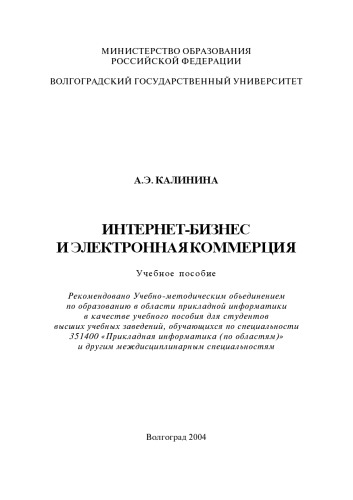 МИНИСТЕРСТВО ОБРАЗОВАНИЯ
РОССИЙСКОЙ ФЕДЕРАЦИИ
ВОЛГОГРАДСКИЙ ГОСУДАРСТВЕННЫЙ УНИВЕРСИТЕТ
А.Э. КАЛИНИНА
ИНТЕРНЕТ-БИЗНЕС
И ЭЛЕКТРОННАЯ КОММЕРЦИЯ
Учебное пособие
Рекомендовано Учебно-методическим объединением
по образованию в области прикладной информатики
в качестве учебного пособия для студентов
высших учебных заведений, обучающихся по специальности
351400 «Прикладная информатика (по областям)»
и другим междисциплинарным специальностям
Волгоград 2004